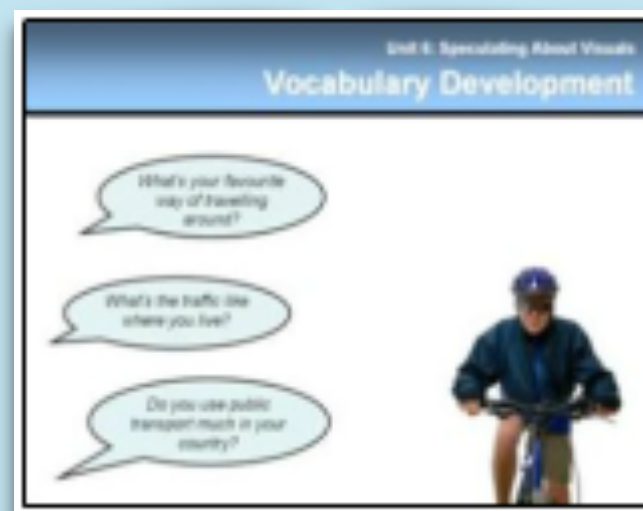 Unit 6: Speculating About Visuals
Vocabulary Development
What's your favourite
way of travelling
around?
What's the traffic like
where you live?
Do you use public
transport much in your
country?